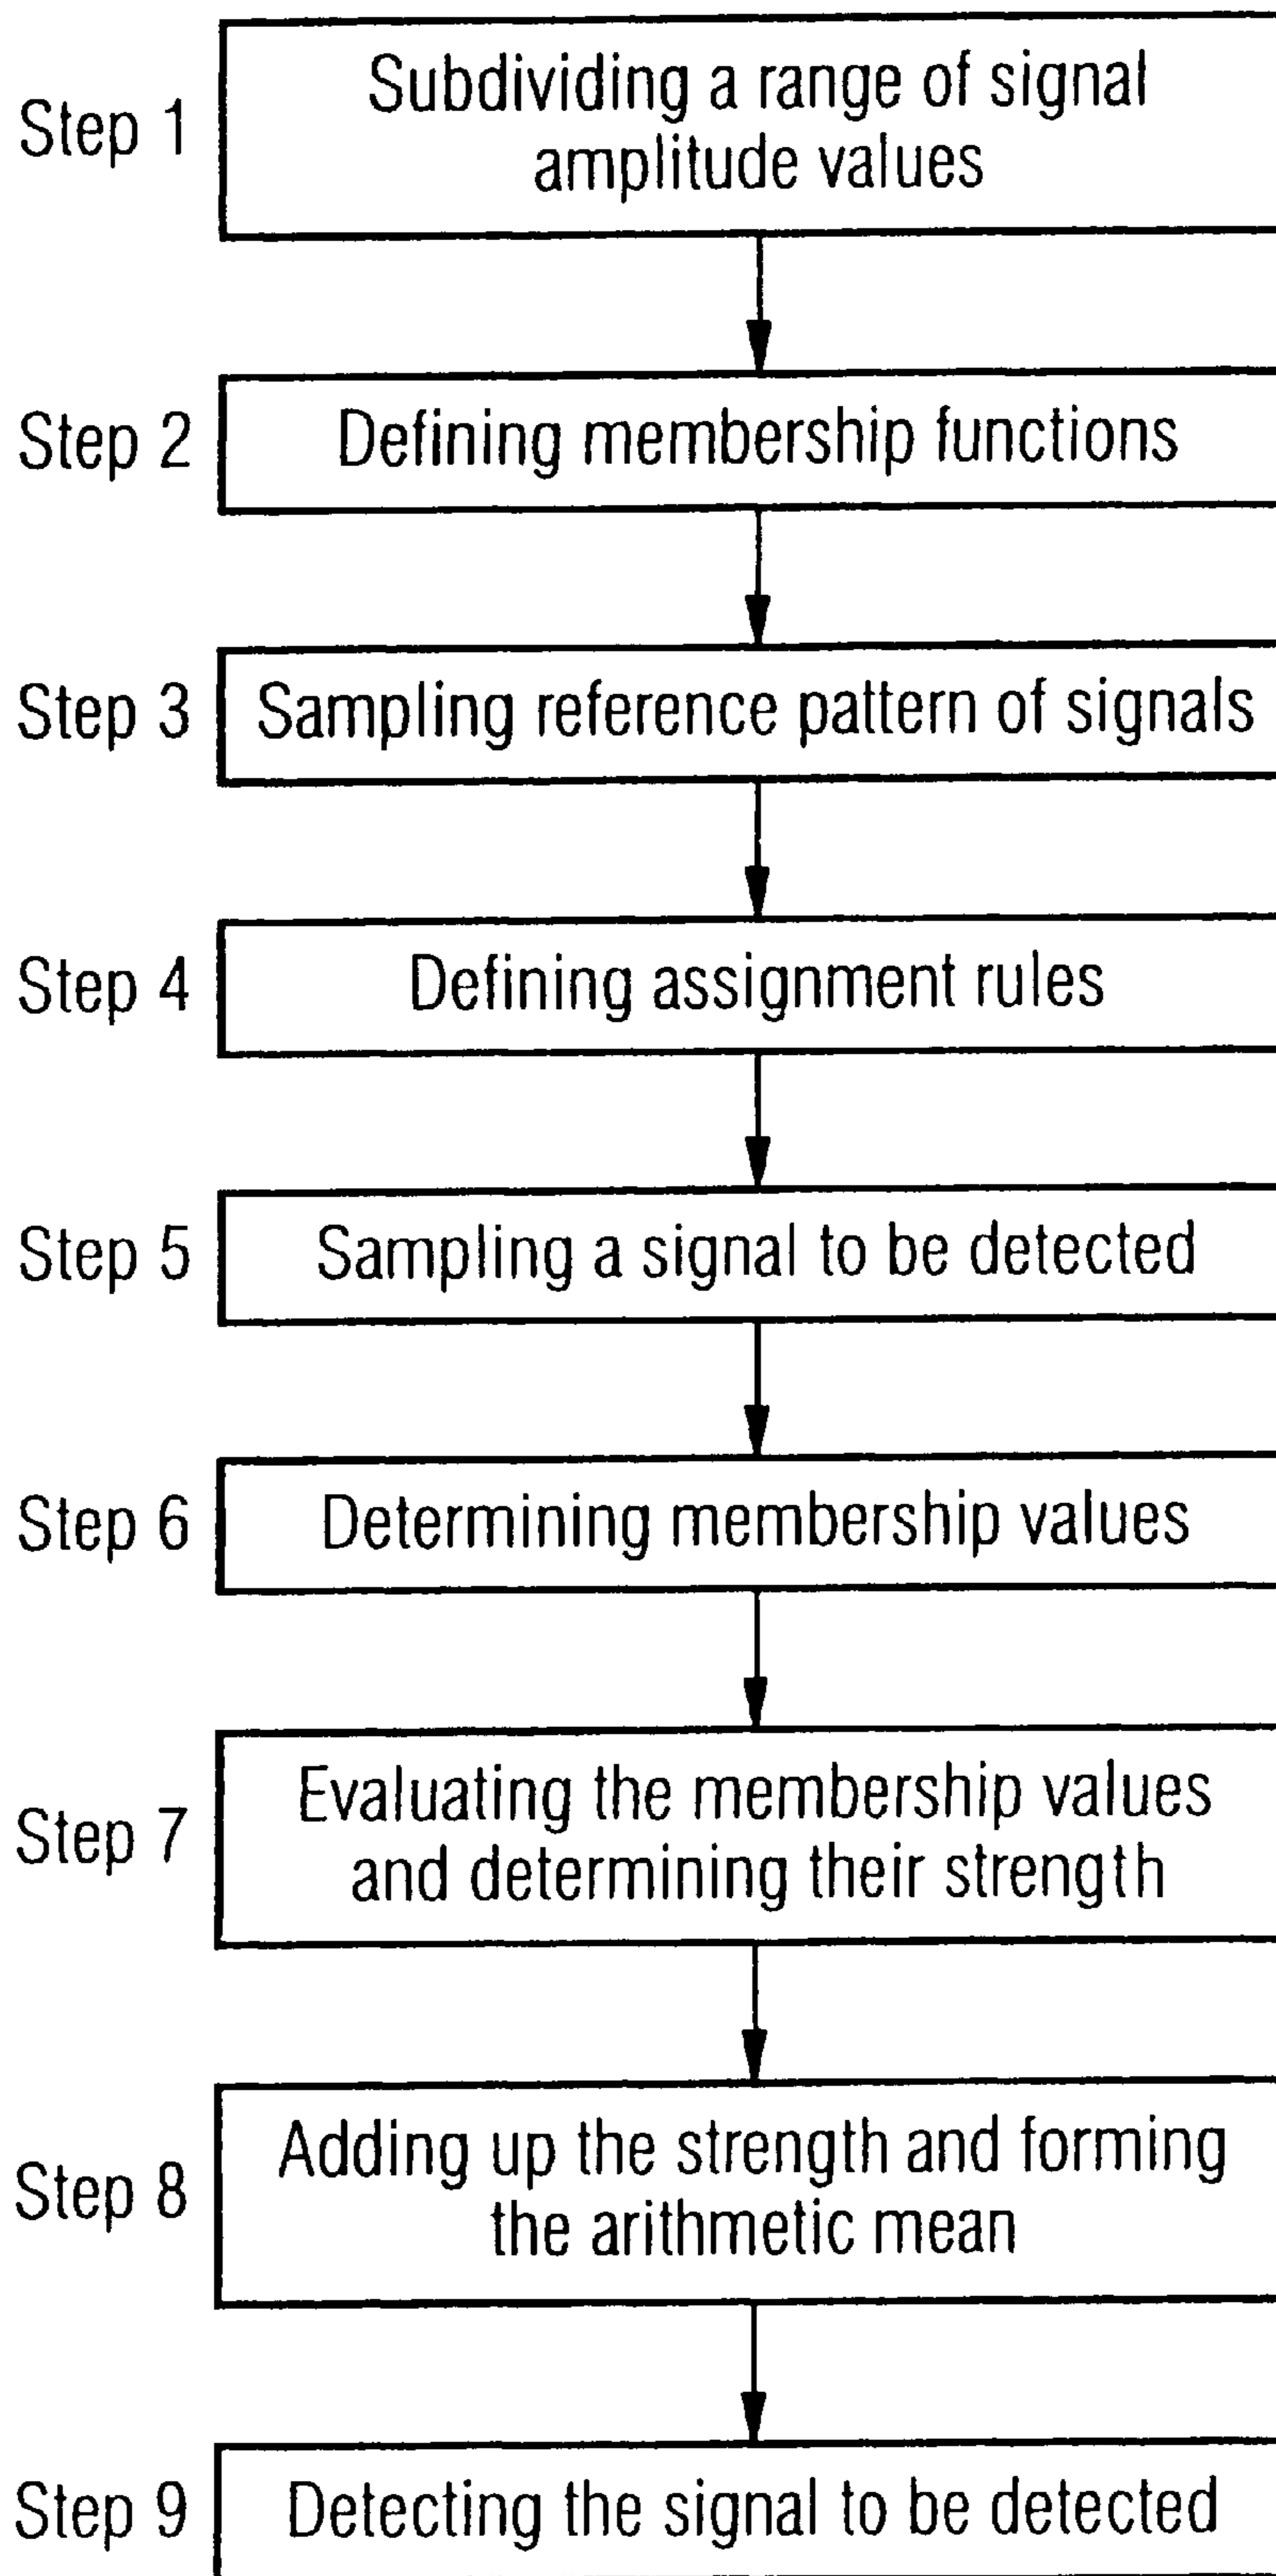 Step 1
Subdividing a range of signal
amplitude values
Step 2
Defining membership functions
Step 3
Sampling reference pattern of signals
Step 4
Defining assignment rules
Step 5
Sampling a signal to be detected
Step 6
Determining membership values
Step 7
Evaluating the membership values
and determining their strength
Step 8
Adding up the strength and forming
the arithmetic mean
Step 9
Detecting the signal to be detected